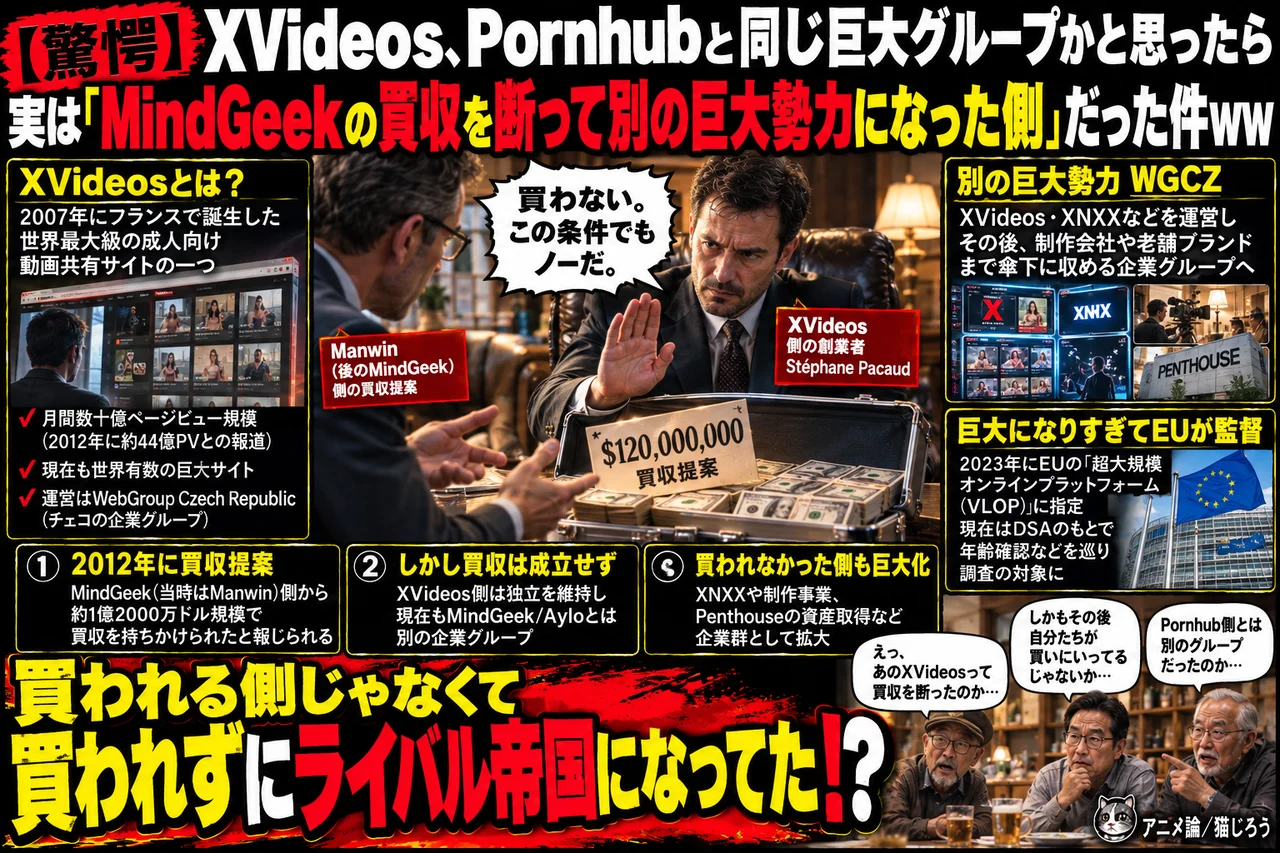 【驚愕】XVideos、Pornhubと同じ巨大グループかと思ったら
実は「MindGeekの買収を断って別の巨大勢力になった側」だった件ww
XVideosとは？
2007年にフランスで誕生した
世界最大級の成人向け
動画共有サイトの一つ
✓ 月間数十億ページビュー規模
（2012年に約44億PVとの報道）
✓ 現在も世界有数の巨大サイト
✓ 運営はWebGroup Czech Republic
（チェコの企業グループ）
買わない。
この条件でも
ノーだ。
Manwin
（後のMindGeek）
側の買収提案
XVideos
側の創業者
Stéphane Pacaud
$120,000,000
買収提案
別の巨大勢力 WGCZ
XVideos・XNXXなどを運営し
その後、制作会社や老舗ブランド
まで傘下に収める企業グループへ
X
XNXX
PENTHOUSE
巨大になりすぎてEUが監督
2023年にEUの「超大規模
オンラインプラットフォーム
（VLOP）」に指定
現在はDSAのもとで
年齢確認などを巡り
調査の対象に
① 2012年に買収提案
MindGeek（当時はManwin）側から
約1億2000万ドル規模で
買収を持ちかけられたと報じられる
② しかし買収は成立せず
XVideos側は独立を維持し
現在もMindGeek/Ayloとは
別の企業グループ
買われなかった側も巨大化
XNXXや制作事業、
Penthouseの資産取得など
企業群として拡大
買われる側じゃなくて
買われずにライバル帝国になってた！？
えっ、
あのXVideosって
買収を断ったのか…
しかもその後
自分たちが
買いにいってる
じゃないか…
Pornhub側とは
別のグループ
だったのか…
アニメ論／猫じろう